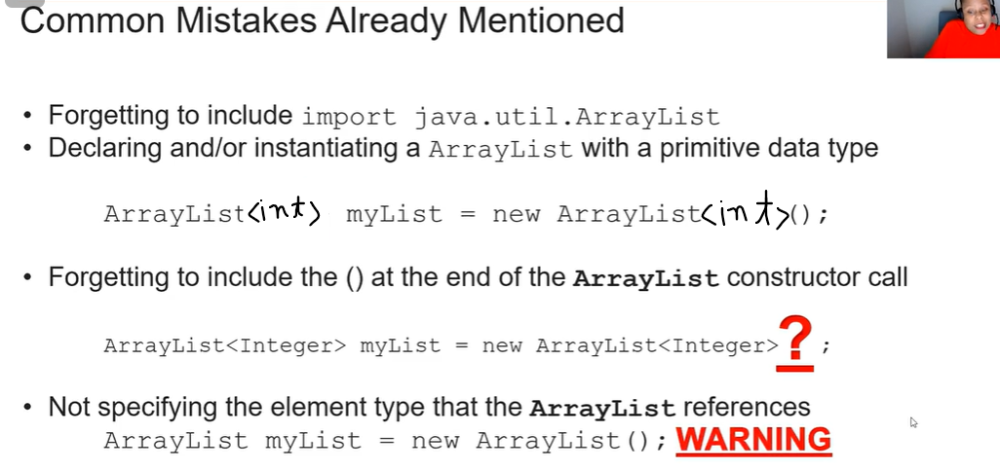 Common Mistakes Already Mentioned
• Forgetting to include import java.util.ArrayList
• Declaring and/or instantiating a ArrayList with a primitive data type
ArrayList<int> myList = new ArrayList<int>();
• Forgetting to include the () at the end of the ArrayList constructor call
ArrayList<Integer> myList = new ArrayList<Integer>? ;
• Not specifying the element type that the ArrayList references
ArrayList myList = new ArrayList(); WARNING